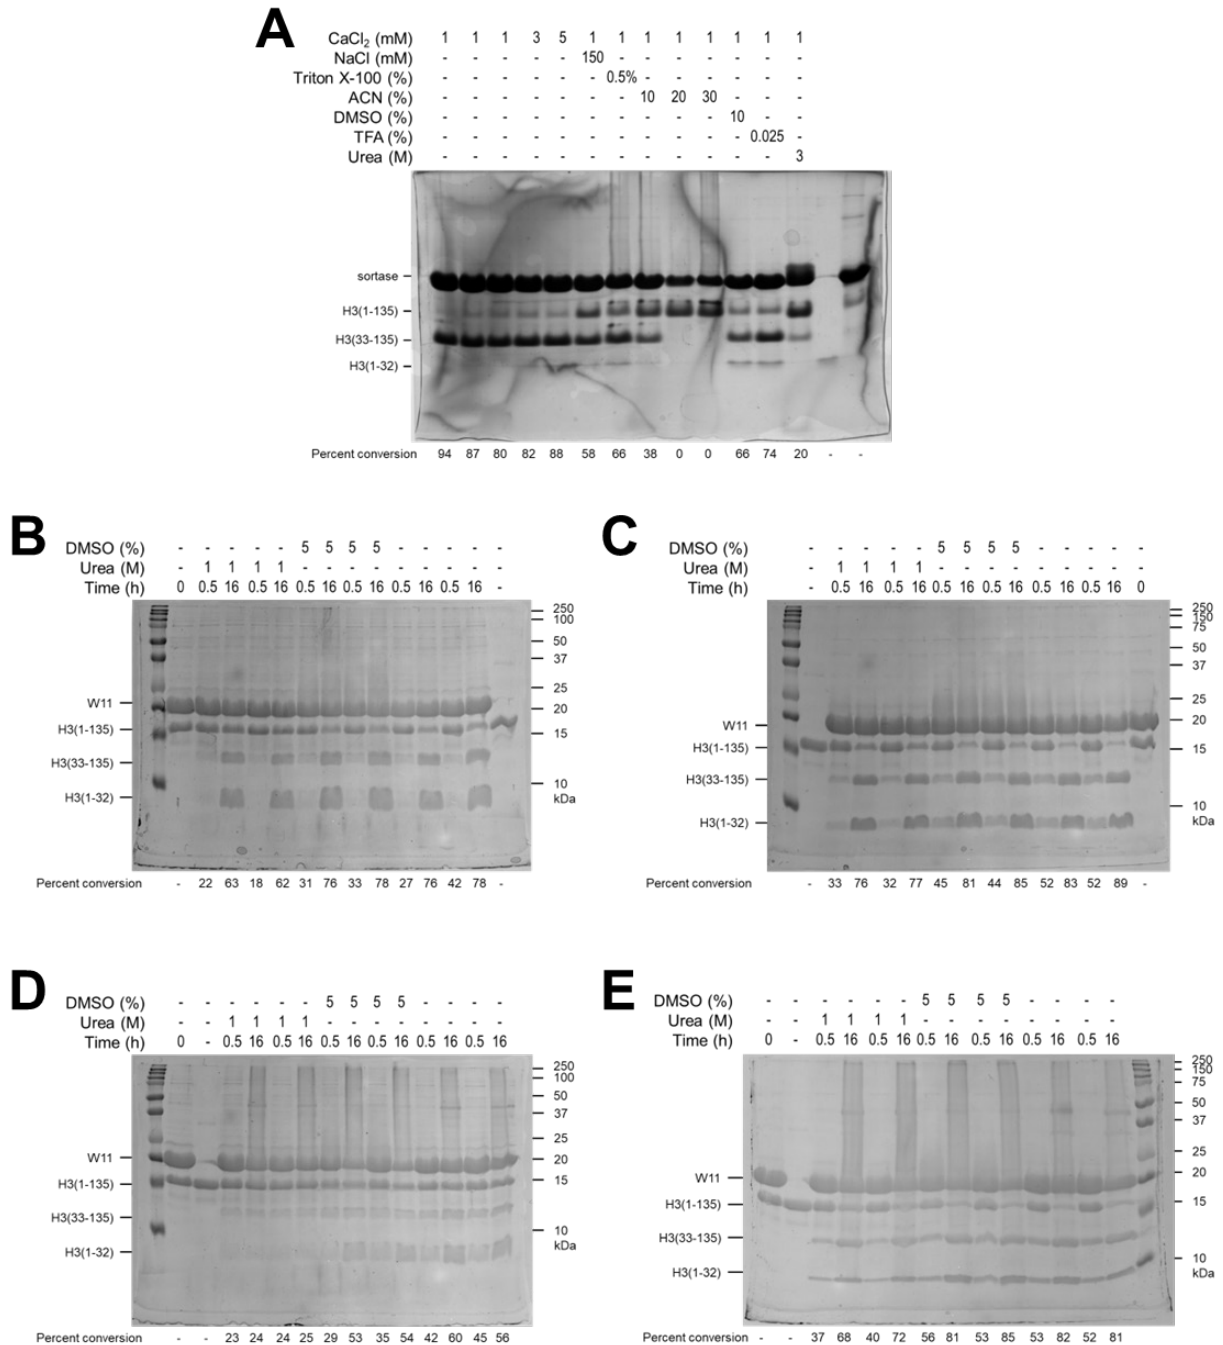 A
CaCl₂ (mM) 1 1 1 3 5 1 1 1 1 1 1 1 1
NaCl (mM) - - - - - 150 - - - - - - -
Triton X-100 (%) - - - - - - 0.5% - - - - - -
ACN (%) - - - - - - - 10 20 30 - - -
DMSO (%) - - - - - - - - - - 10 - -
TFA (%) - - - - - - - - - - - 0.025 -
Urea (M) - - - - - - - - - - - - 3
sortase
H3(1-135)
H3(33-135)
H3(1-32)
Percent conversion 94 87 80 82 88 58 66 38 0 0 66 74 20 - -
B
DMSO (%) - - - - - 5 5 5 5 - - - - -
Urea (M) - 1 1 1 1 - - - - - - - - -
Time (h) 0 0.5 16 0.5 16 0.5 16 0.5 16 0.5 16 0.5 16 -
250
100
50
37
25
20
15
10
kDa
W11
H3(1-135)
H3(33-135)
H3(1-32)
Percent conversion - 22 63 18 62 31 76 33 78 27 76 42 78 -
C
DMSO (%) - - - - - 5 5 5 5 - - - - -
Urea (M) - 1 1 1 1 - - - - - - - - -
Time (h) - 0.5 16 0.5 16 0.5 16 0.5 16 0.5 16 0.5 16 0
250
150
75
50
37
25
20
15
10
kDa
W11
H3(1-135)
H3(33-135)
H3(1-32)
Percent conversion - 33 76 32 77 45 81 44 85 52 83 52 89 -
D
DMSO (%) - - - - - - 5 5 5 5 - - - -
Urea (M) - - 1 1 1 1 - - - - - - - -
Time (h) 0 - 0.5 16 0.5 16 0.5 16 0.5 16 0.5 16 0.5 16
250
100
50
37
25
20
15
10
kDa
W11
H3(1-135)
H3(33-135)
H3(1-32)
Percent conversion - - 23 24 24 25 29 53 35 54 42 60 45 56
E
DMSO (%) - - - - - - 5 5 5 5 - - - -
Urea (M) - - 1 1 1 1 - - - - - - - -
Time (h) 0 - 0.5 16 0.5 16 0.5 16 0.5 16 0.5 16 0.5 16
250
150
75
50
37
25
20
15
10
kDa
W11
H3(1-135)
H3(33-135)
H3(1-32)
Percent conversion - - 37 68 40 72 56 81 53 85 53 82 52 81